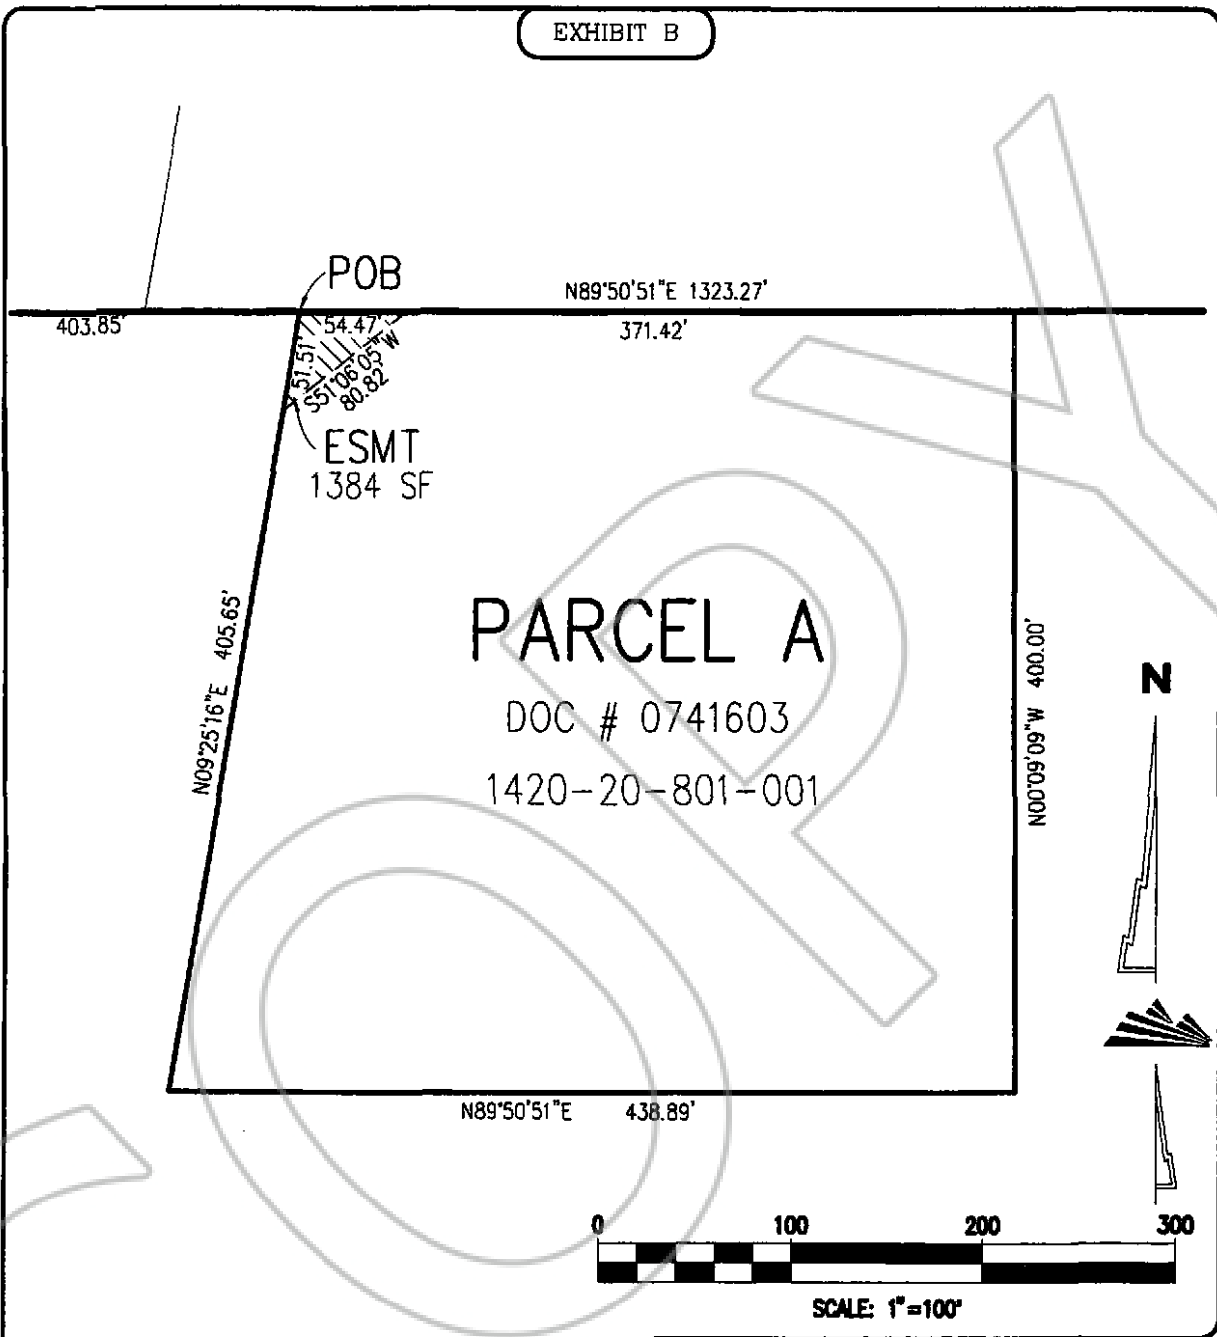 EXHIBIT B
POB
N89°50'51"E 1323.27'
403.85'
54.47'
371.42'
51.51'
S51°06'05"W
80.82'
ESMT
1384 SF
N09°25'16"E 405.65'
PARCEL A
DOC # 0741603
1420-20-801-001
N00°09'09"W 400.00'
N
N89°50'51"E 438.89'
0 100 200 300
SCALE: 1"=100'
COPY